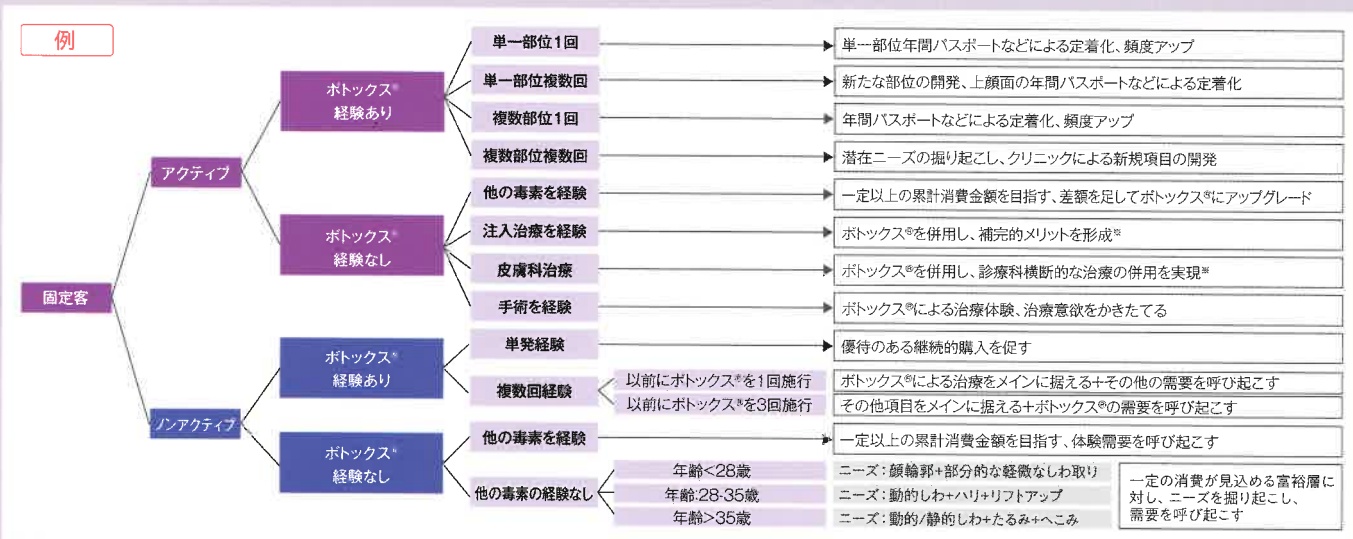 例
固定客
アクティブ
ボトックス®
経験あり
単一部位1回
単一部位年間パスポートなどによる定着化、頻度アップ
単一部位複数回
新たな部位の開発、上顔面の年間パスポートなどによる定着化
複数部位1回
年間パスポートなどによる定着化、頻度アップ
複数部位複数回
潜在ニーズの掘り起こし、クリニックによる新規項目の開発
ボトックス®
経験なし
他の毒素を経験
一定以上の累計消費金額を目指す、差額を足してボトックス®にアップグレード
注入治療を経験
ボトックス®を併用し、補完的メリットを形成※
皮膚科治療
ボトックス®を併用し、診療科横断的な治療の併用を実現※
手術を経験
ボトックス®による治療体験、治療意欲をかきたてる
ノンアクティブ
ボトックス®
経験あり
単発経験
優待のある継続的購入を促す
複数回経験
以前にボトックス®を1回施行
ボトックス®による治療をメインに据える+その他の需要を呼び起こす
以前にボトックス®を3回施行
その他項目をメインに据える+ボトックス®の需要を呼び起こす
ボトックス®
経験なし
他の毒素を経験
一定以上の累計消費金額を目指す、体験需要を呼び起こす
他の毒素の経験なし
年齢<28歳
ニーズ:顔輪郭+部分的な軽微なしわ取り
年齢:28-35歳
ニーズ:動的しわ+ハリ+リフトアップ
年齢>35歳
ニーズ:動的/静的しわ+たるみ+へこみ
一定の消費が見込める富裕層に
対し、ニーズを掘り起こし、
需要を呼び起こす